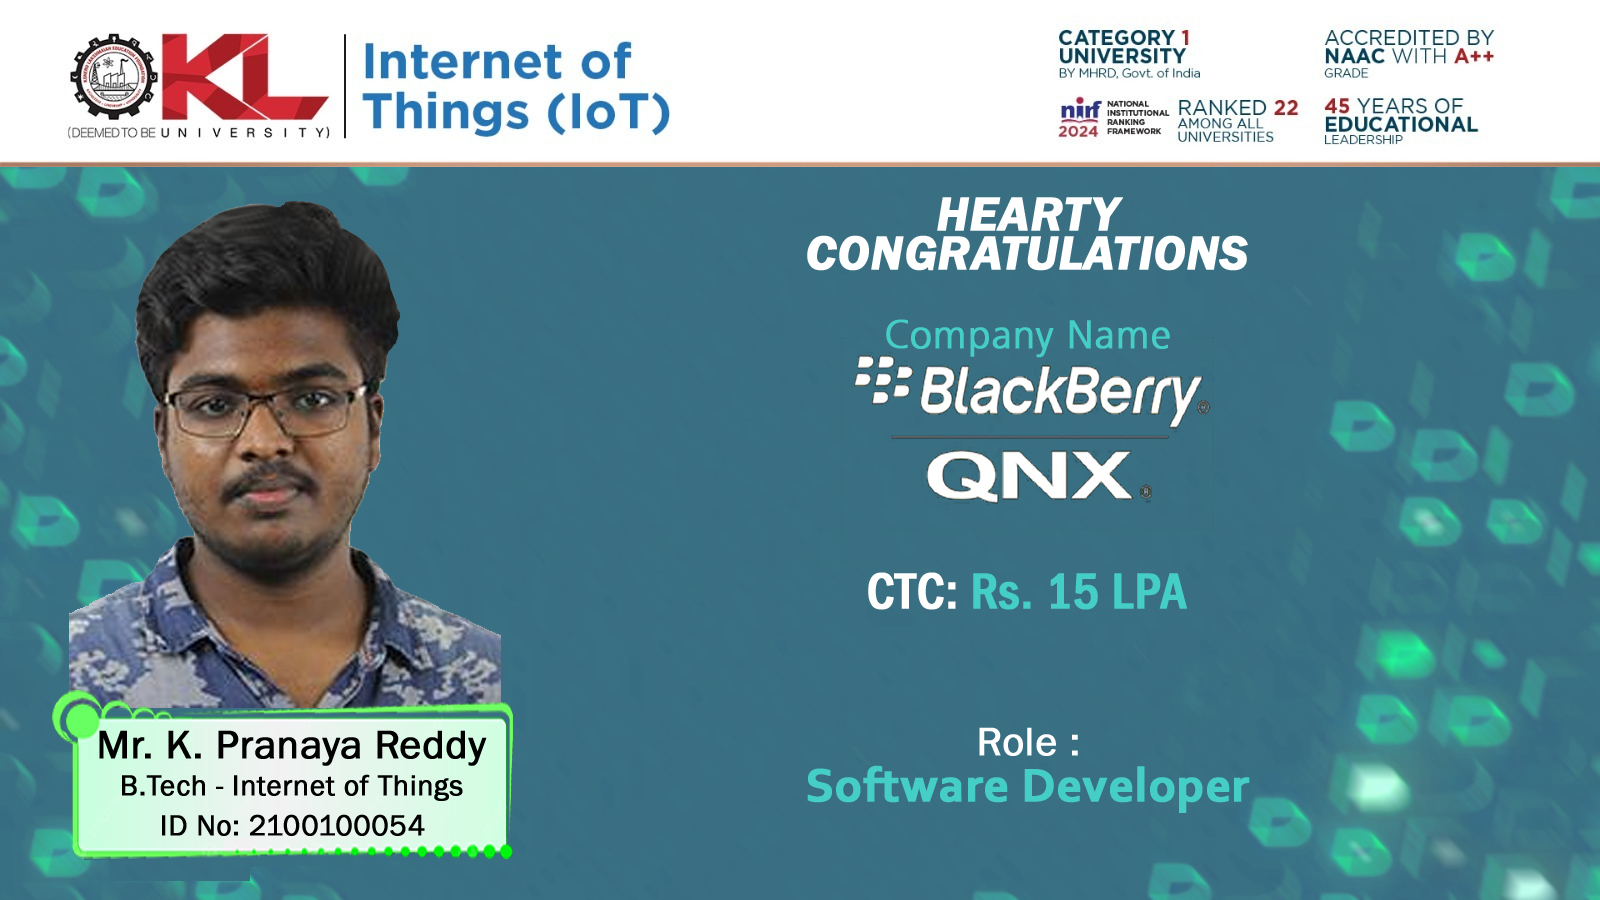 KL
(DEEMED TO BE UNIVERSITY)
Internet of
Things (IoT)
CATEGORY 1
UNIVERSITY
BY MHRD, Govt. of India
ACCREDITED BY
NAAC WITH A++
GRADE
nirf
2024
NATIONAL
INSTITUTIONAL
RANKING
FRAMEWORK
RANKED 22
AMONG ALL
UNIVERSITIES
45 YEARS OF
EDUCATIONAL
LEADERSHIP
HEARTY
CONGRATULATIONS
Company Name
BlackBerry®
QNX®
CTC: Rs. 15 LPA
Role :
Software Developer
Mr. K. Pranaya Reddy
B.Tech - Internet of Things
ID No: 2100100054